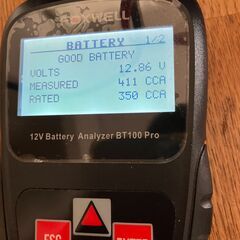 FOXWELL
BATTERY 1/2
GOOD BATTERY
VOLTS 12.86 V
MEASURED 411 CCA
RATED 350 CCA
12V Battery Analyzer BT100 Pro